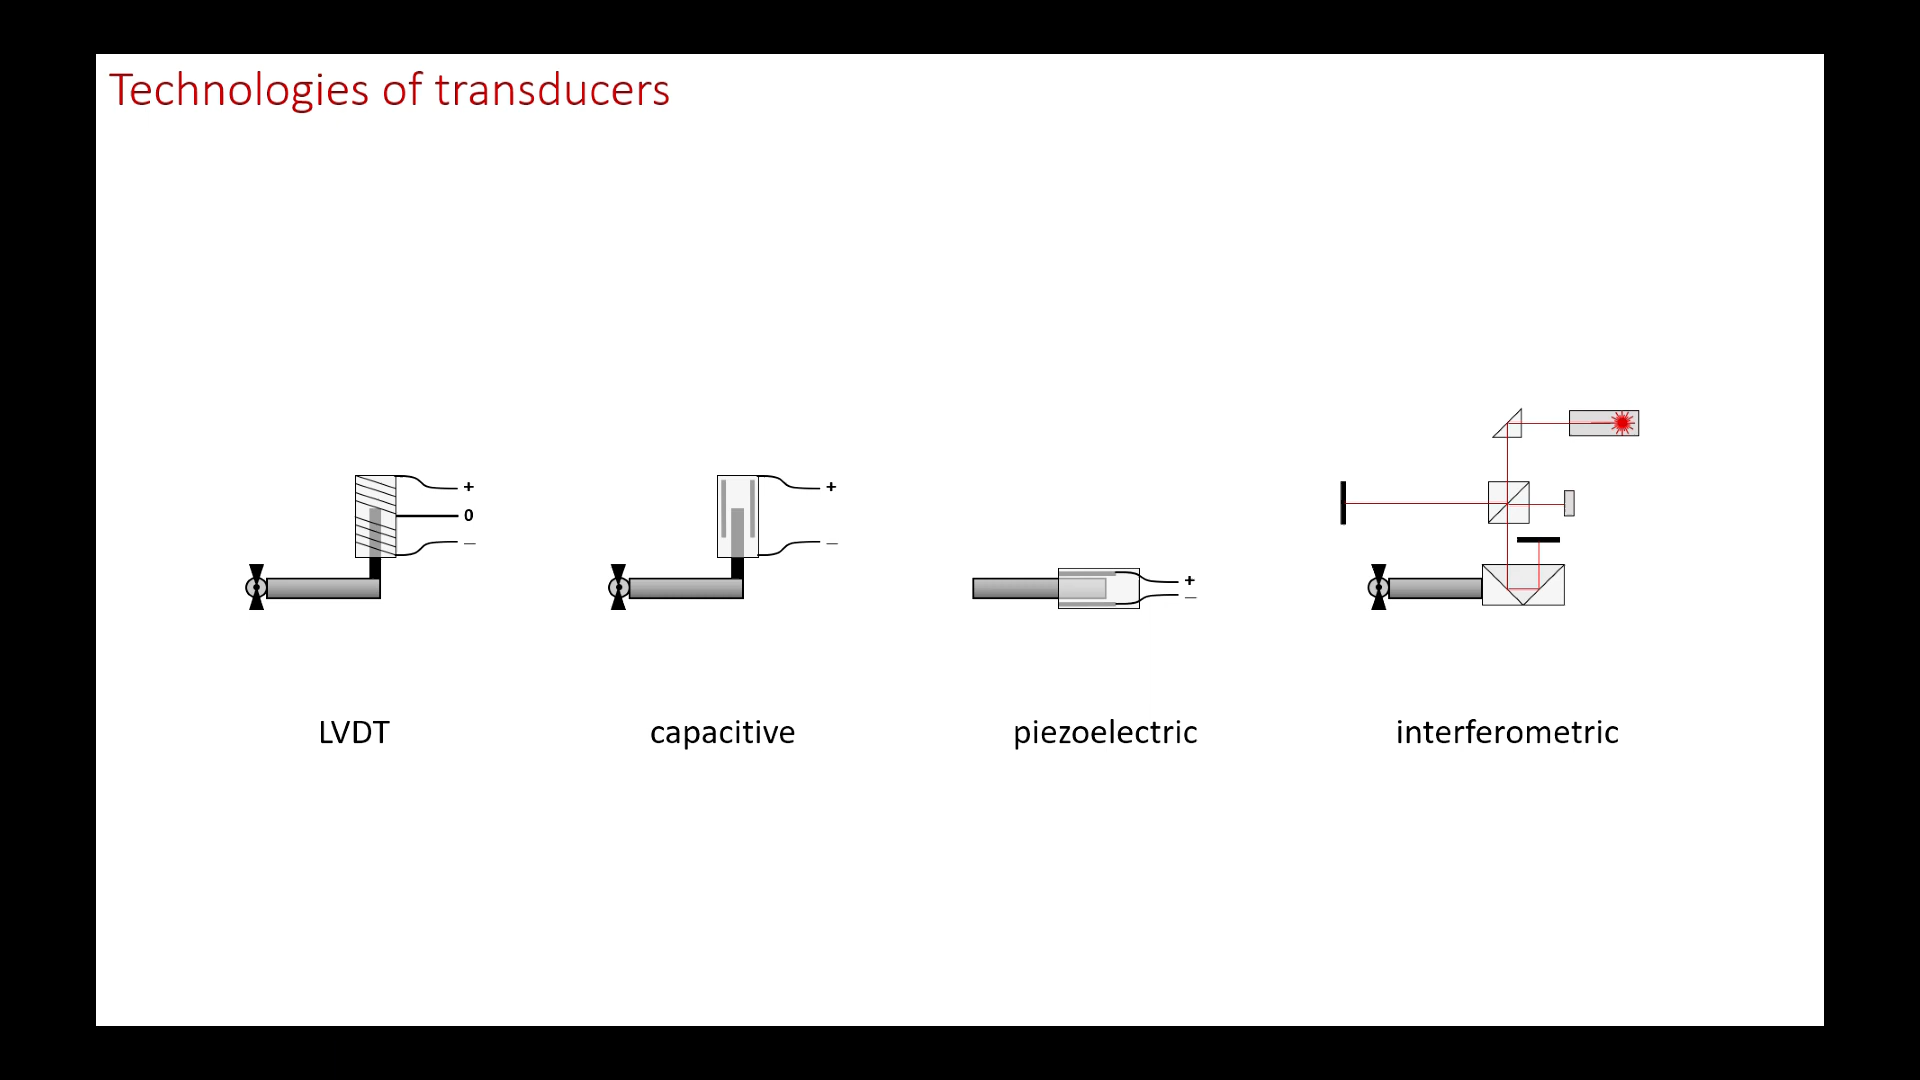 Technologies of transducers
+
0
_
+
_
+
_
LVDT
capacitive
piezoelectric
interferometric